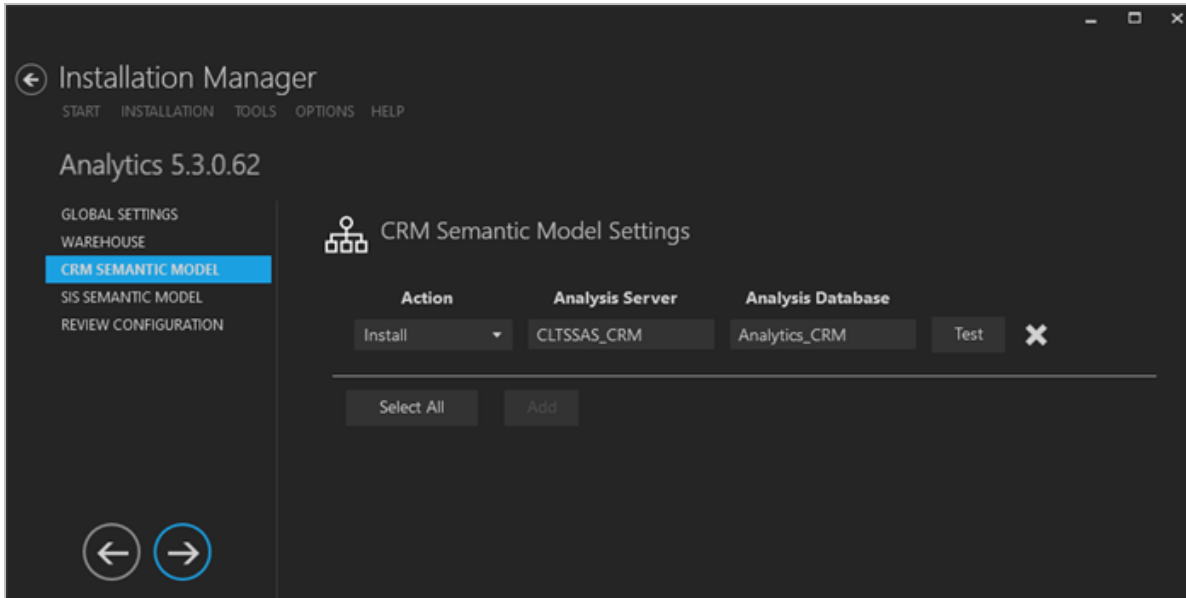 Installation Manager
START INSTALLATION TOOLS OPTIONS HELP
Analytics 5.3.0.62
GLOBAL SETTINGS
WAREHOUSE
CRM SEMANTIC MODEL
SIS SEMANTIC MODEL
REVIEW CONFIGURATION
CRM Semantic Model Settings
Action Analysis Server Analysis Database
Install CLTSSAS_CRM Analytics_CRM Test
Select All Add